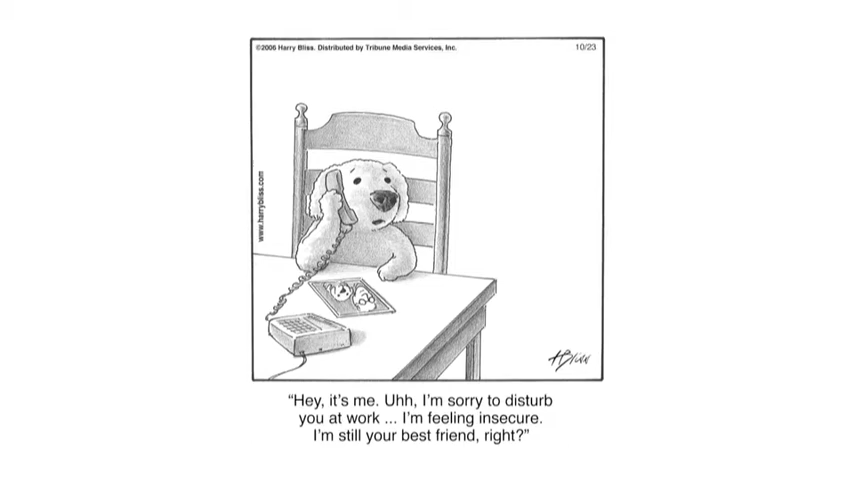 ©2006 Harry Bliss. Distributed by Tribune Media Services, Inc.
10/23
www.harrybliss.com
HBliss
“Hey, it’s me. Uhh, I’m sorry to disturb
you at work ... I’m feeling insecure.
I’m still your best friend, right?”